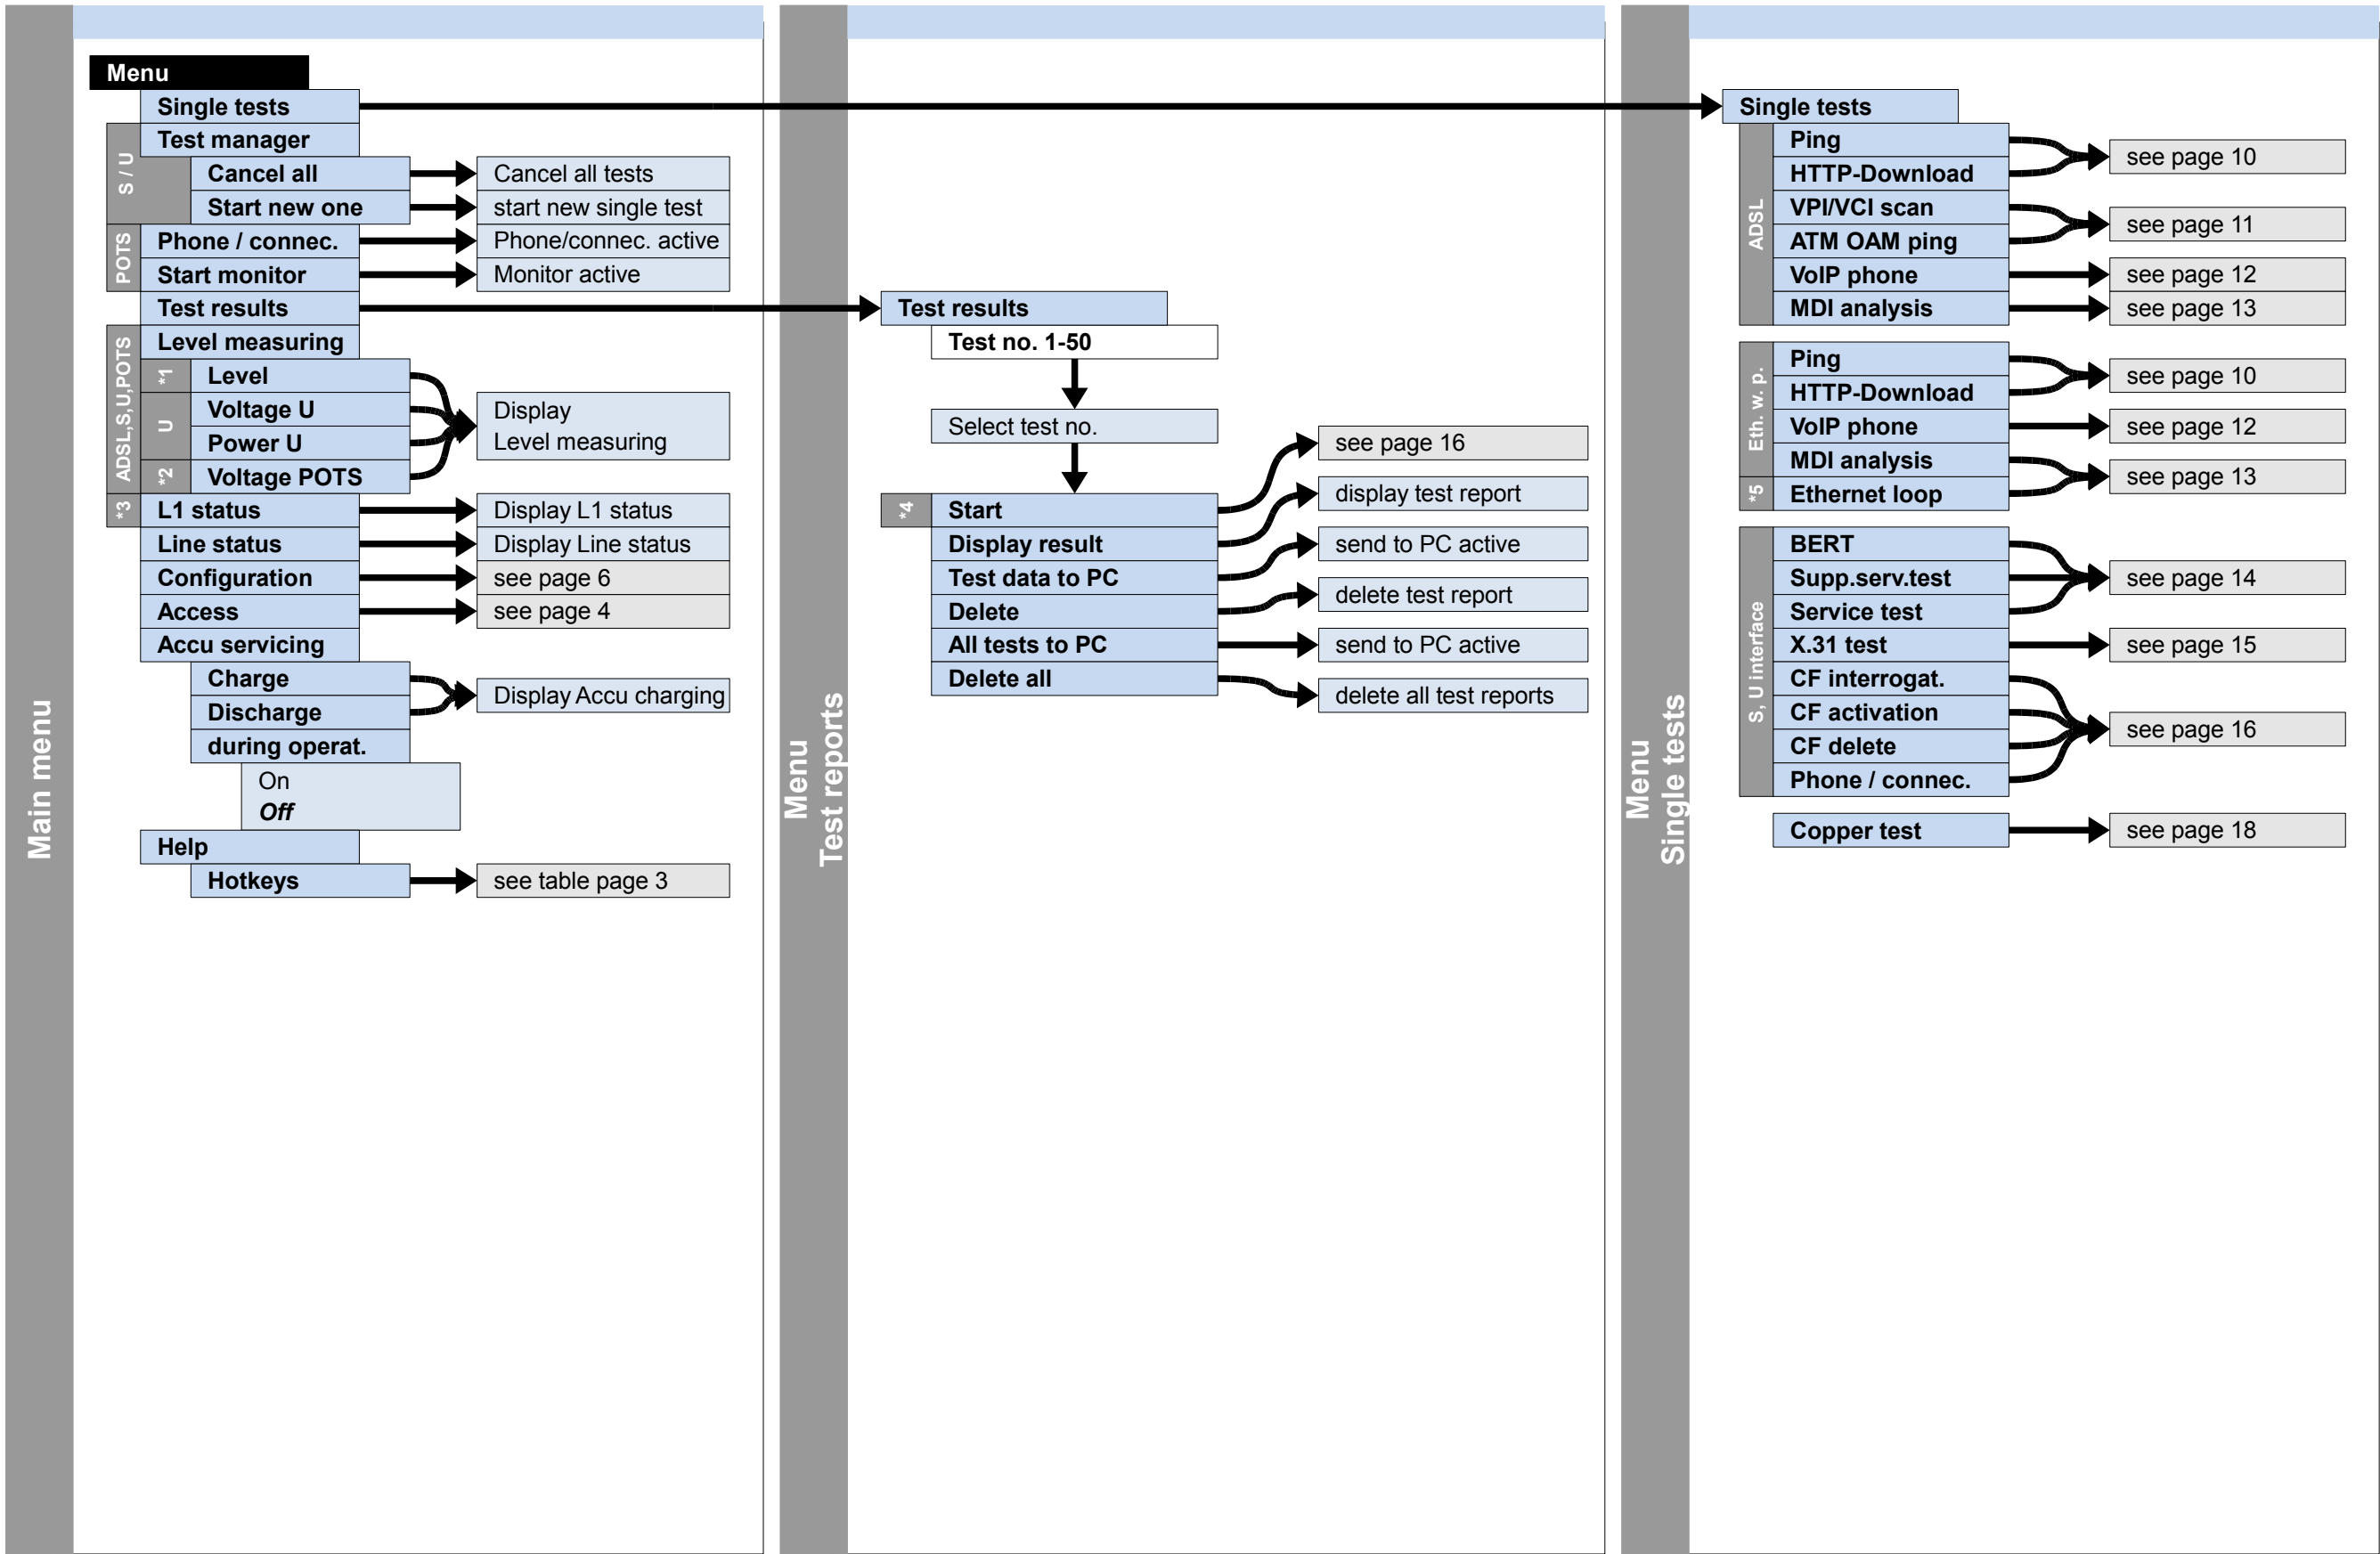 Main menu
Menu
Single tests
S / U
Test manager
Cancel all
Cancel all tests
Start new one
start new single test
POTS
Phone / connec.
Phone/connec. active
Start monitor
Monitor active
Test results
ADSL,S,U,POTS
Level measuring
*1
Level
U
Voltage U
Power U
*2
Voltage POTS
Display
Level measuring
*3
L1 status
Display L1 status
Line status
Display Line status
Configuration
see page 6
Access
see page 4
Accu servicing
Charge
Discharge
Display Accu charging
during operat.
On
Off
Help
Hotkeys
see table page 3
Menu
Test reports
Test results
Test no. 1-50
Select test no.
*4
Start
see page 16
Display result
display test report
Test data to PC
send to PC active
Delete
delete test report
All tests to PC
send to PC active
Delete all
delete all test reports
Menu
Single tests
Single tests
ADSL
Ping
HTTP-Download
see page 10
VPI/VCI scan
ATM OAM ping
see page 11
VoIP phone
see page 12
MDI analysis
see page 13
Eth. w. p.
Ping
HTTP-Download
see page 10
VoIP phone
see page 12
MDI analysis
*5
Ethernet loop
see page 13
S, U interface
BERT
Supp.serv.test
Service test
see page 14
X.31 test
see page 15
CF interrogat.
CF activation
CF delete
Phone / connec.
see page 16
Copper test
see page 18